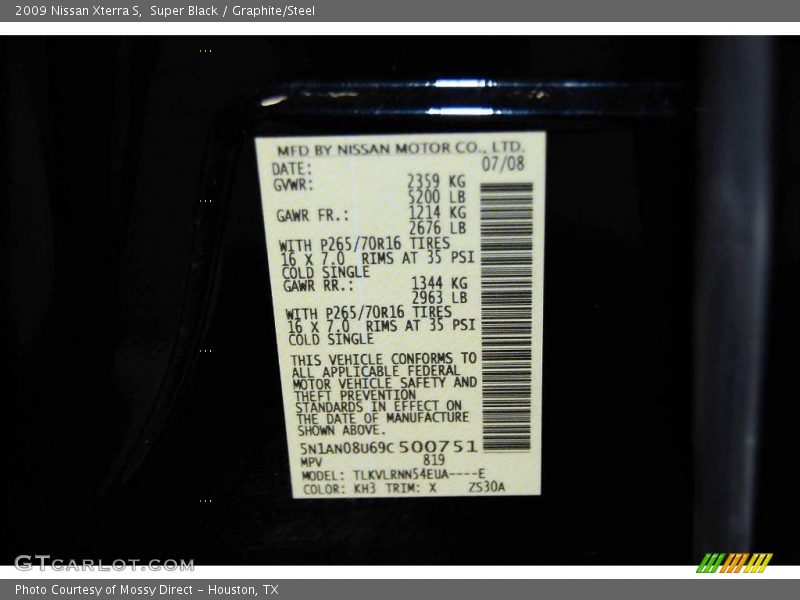 2009 Nissan Xterra S, Super Black / Graphite/Steel
MFD BY NISSAN MOTOR CO., LTD.
DATE: 07/08
GVWR: 2359 KG
5200 LB
GAWR FR.: 1214 KG
2676 LB
WITH P265/70R16 TIRES
16 X 7.0 RIMS AT 35 PSI
COLD SINGLE
GAWR RR.: 1344 KG
2963 LB
WITH P265/70R16 TIRES
16 X 7.0 RIMS AT 35 PSI
COLD SINGLE
THIS VEHICLE CONFORMS TO
ALL APPLICABLE FEDERAL
MOTOR VEHICLE SAFETY AND
THEFT PREVENTION
STANDARDS IN EFFECT ON
THE DATE OF MANUFACTURE
SHOWN ABOVE.
5N1AN08U69C500751
MPV 819
MODEL: TLKVLRNN54EUA----E
COLOR: KH3 TRIM: X ZS30A
GTCARLOT.COM
Photo Courtesy of Mossy Direct - Houston, TX